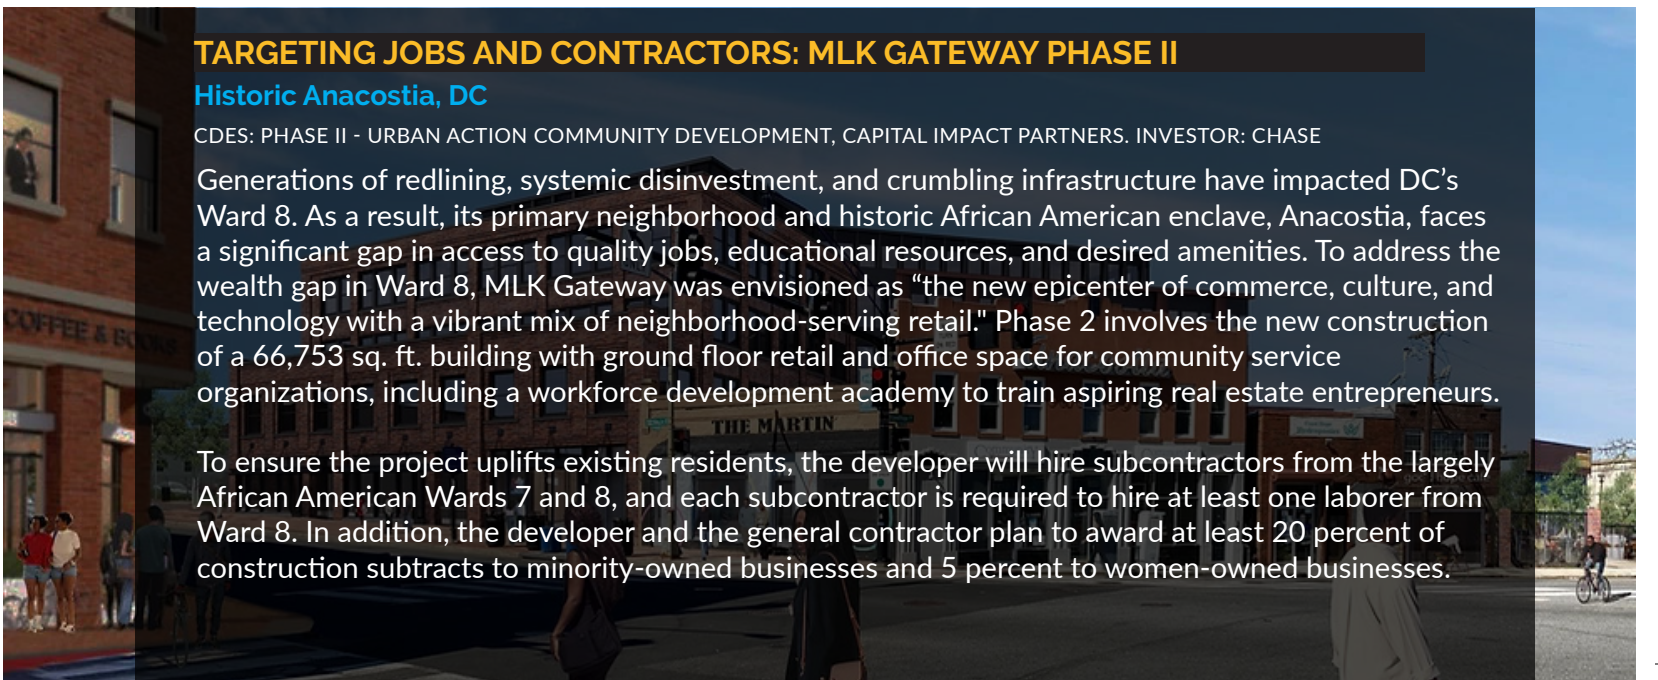 TARGETING JOBS AND CONTRACTORS: MLK GATEWAY PHASE II
Historic Anacostia, DC
CDES: PHASE II - URBAN ACTION COMMUNITY DEVELOPMENT, CAPITAL IMPACT PARTNERS. INVESTOR: CHASE
Generations of redlining, systemic disinvestment, and crumbling infrastructure have impacted DC’s
Ward 8. As a result, its primary neighborhood and historic African American enclave, Anacostia, faces
a significant gap in access to quality jobs, educational resources, and desired amenities. To address the
wealth gap in Ward 8, MLK Gateway was envisioned as “the new epicenter of commerce, culture, and
technology with a vibrant mix of neighborhood-serving retail." Phase 2 involves the new construction
of a 66,753 sq. ft. building with ground floor retail and office space for community service
organizations, including a workforce development academy to train aspiring real estate entrepreneurs.
To ensure the project uplifts existing residents, the developer will hire subcontractors from the largely
African American Wards 7 and 8, and each subcontractor is required to hire at least one laborer from
Ward 8. In addition, the developer and the general contractor plan to award at least 20 percent of
construction subtracts to minority-owned businesses and 5 percent to women-owned businesses.
COFFEE & BOOKS
THE MARTIN